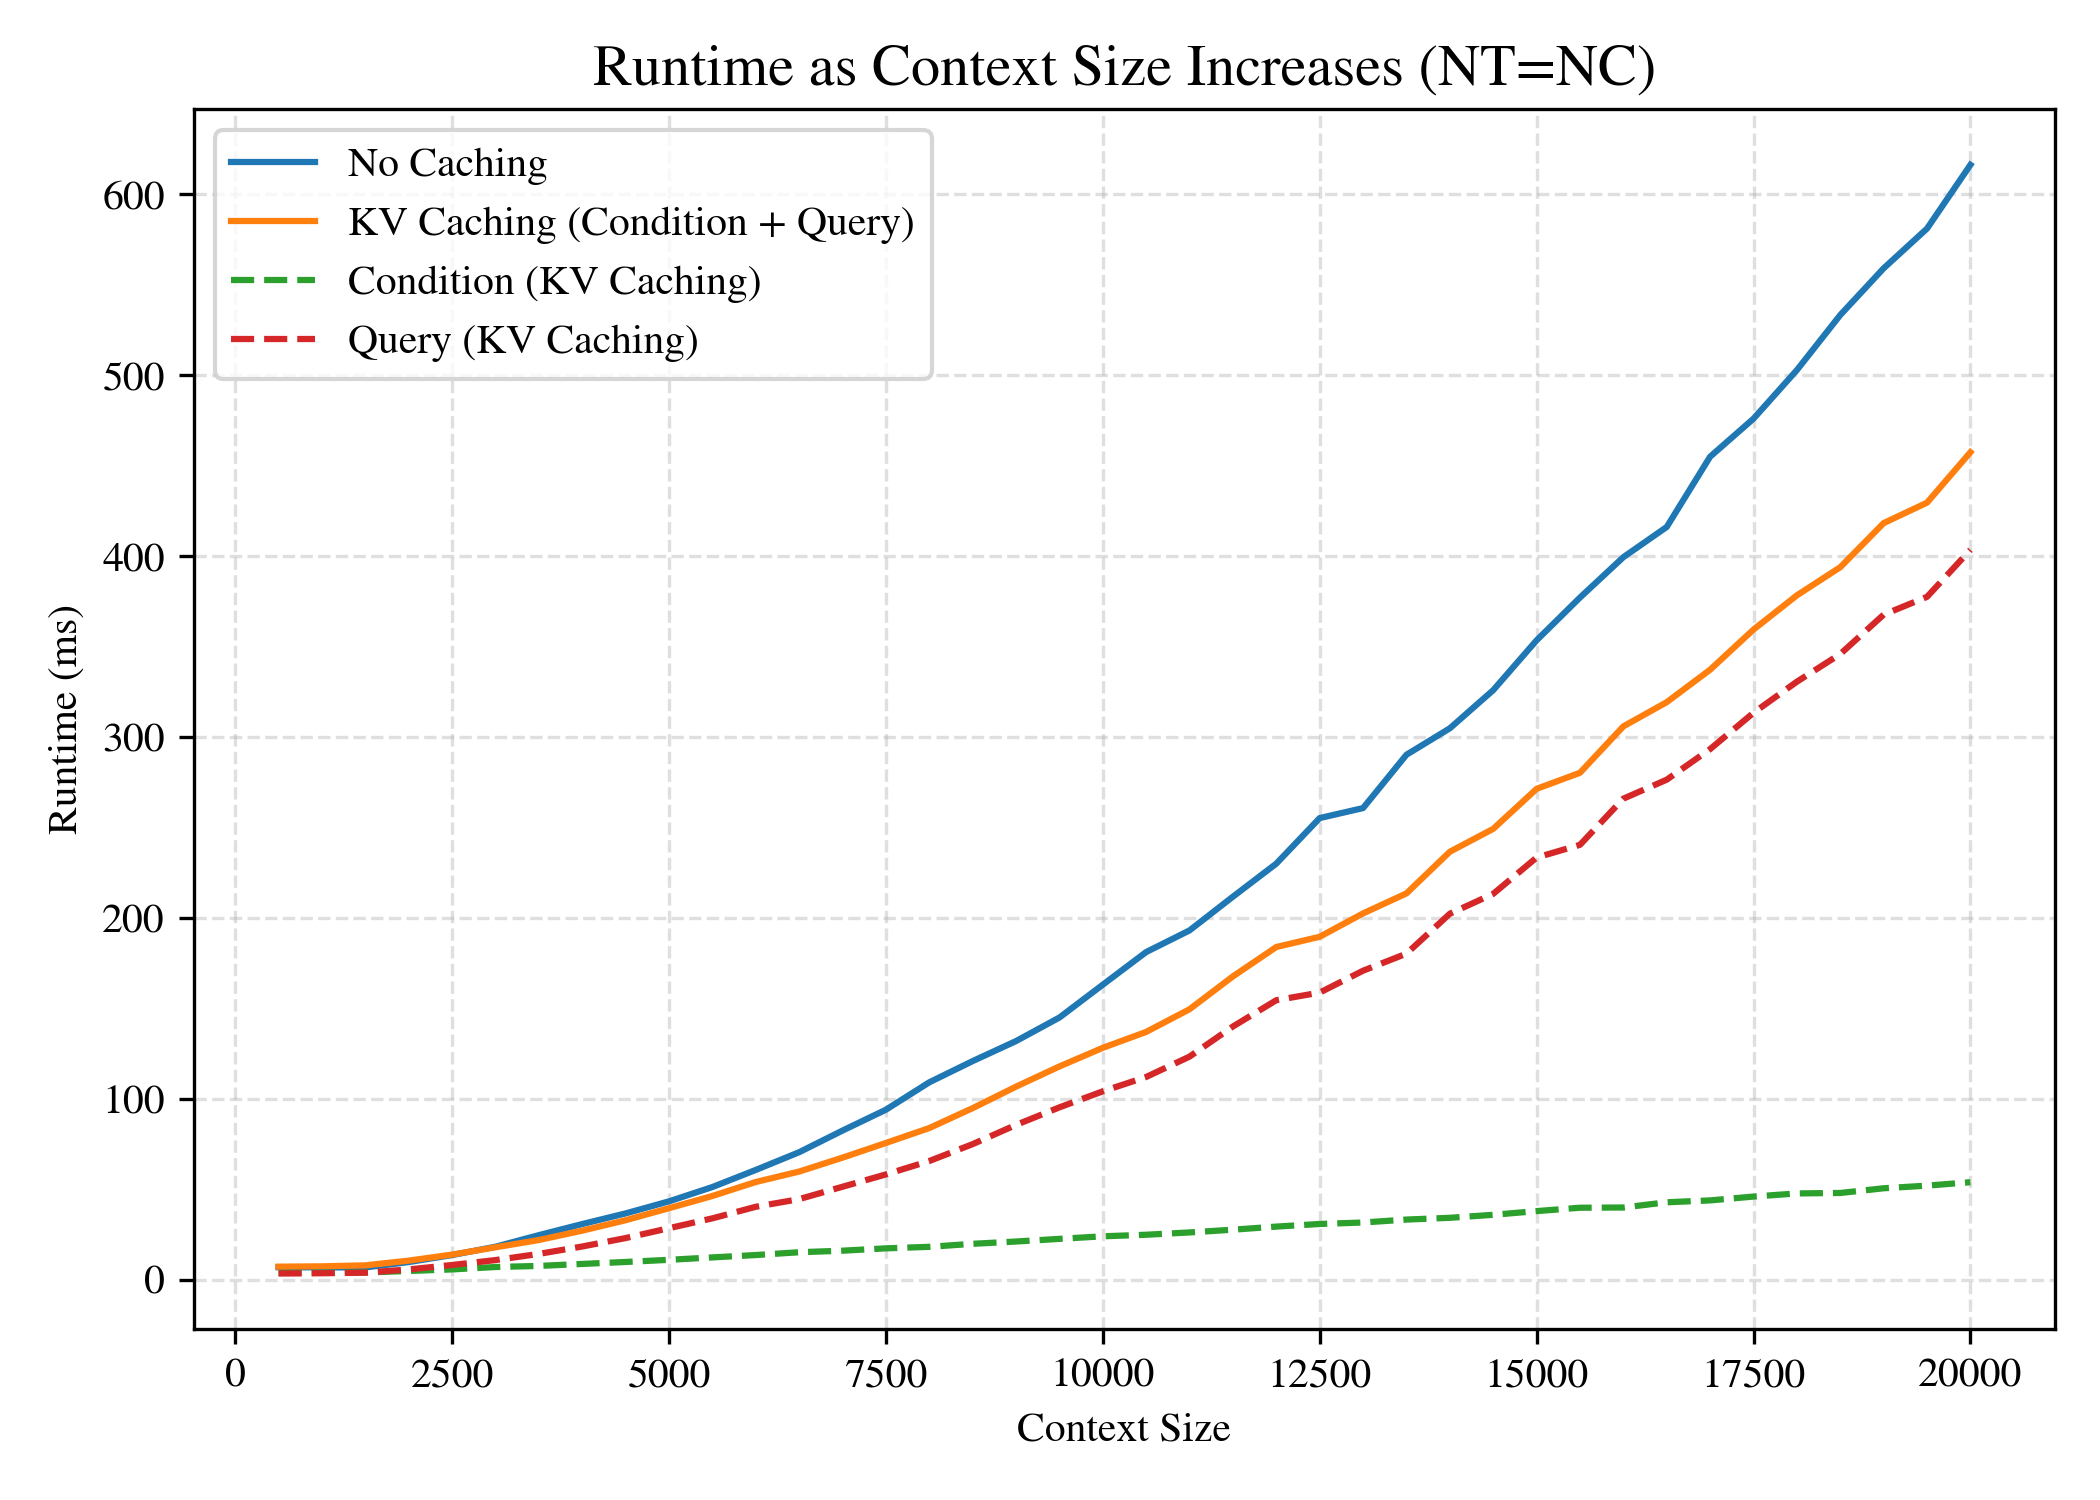 Runtime as Context Size Increases (NT=NC)
No Caching
KV Caching (Condition + Query)
Condition (KV Caching)
Query (KV Caching)
Runtime (ms)
600
500
400
300
200
100
0
0 2500 5000 7500 10000 12500 15000 17500 20000
Context Size